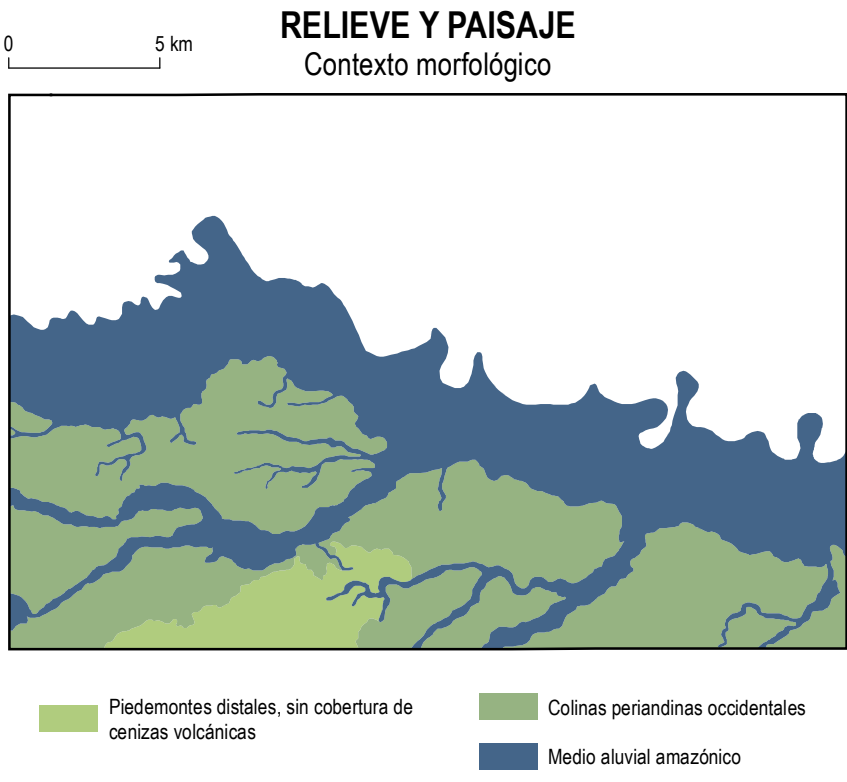 RELIEVE Y PAISAJE
Contexto morfológico
0 5 km
Piedemontes distales, sin cobertura de
cenizas volcánicas
Colinas periandinas occidentales
Medio aluvial amazónico